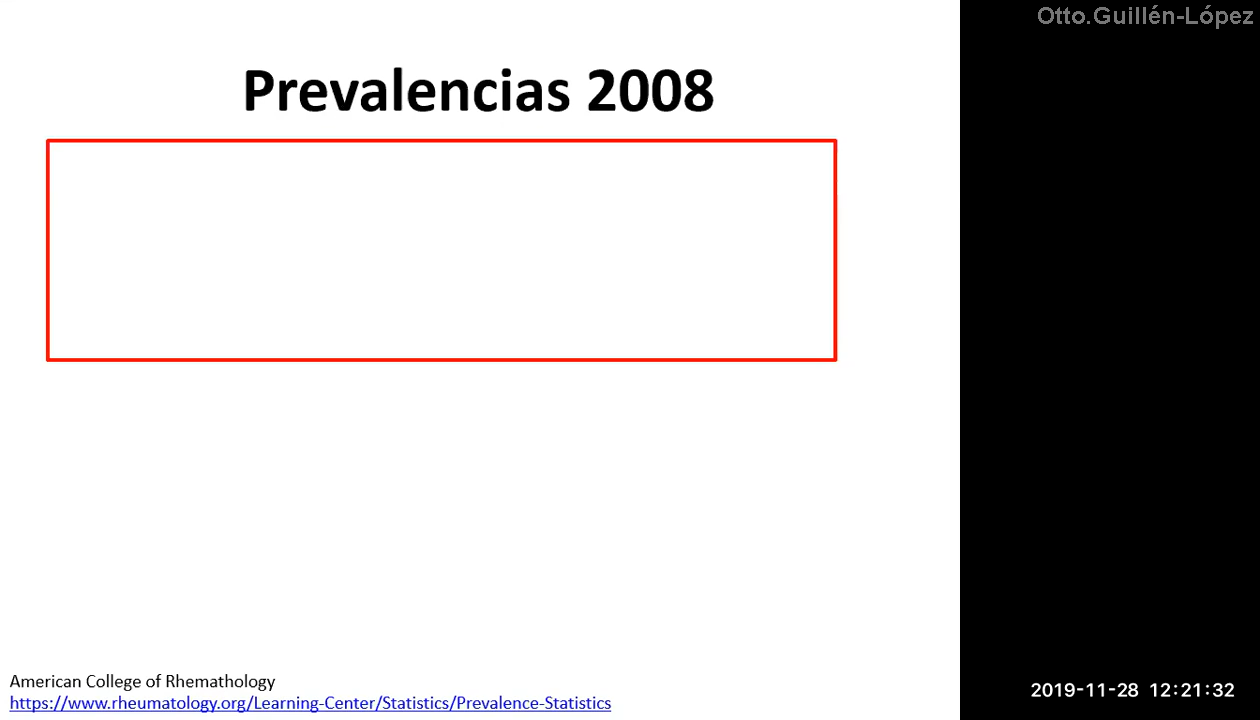 Otto.Guillén-López
Prevalencias 2008
American College of Rhemathology
https://www.rheumatology.org/Learning-Center/Statistics/Prevalence-Statistics
2019-11-28 12:21:32